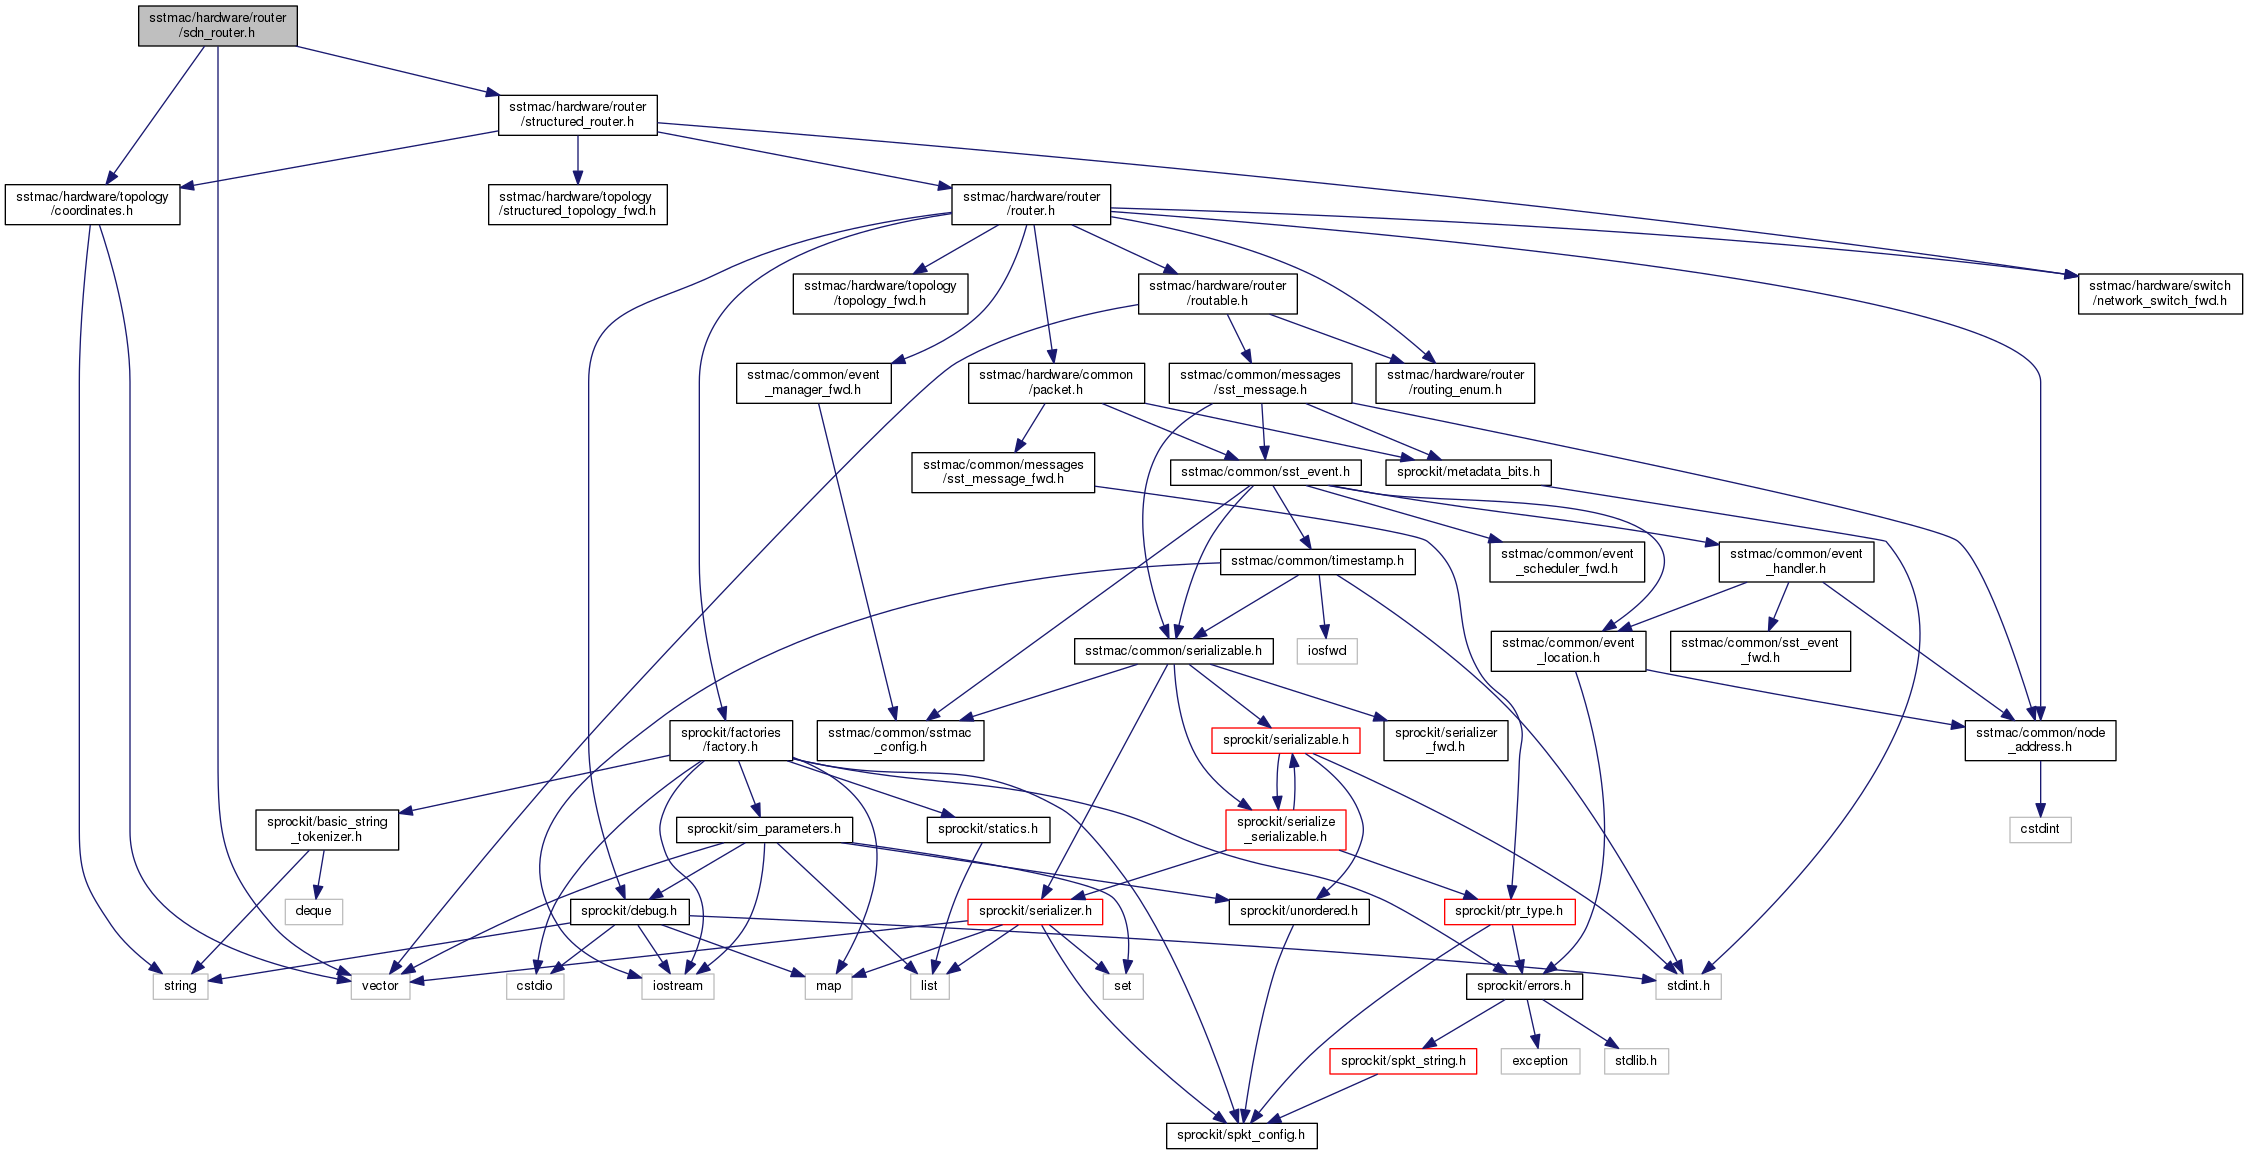 sstmac/hardware/router
/sdn_router.h
sstmac/hardware/router
/structured_router.h
sstmac/hardware/topology
/coordinates.h
sstmac/hardware/topology
/structured_topology_fwd.h
sstmac/hardware/router
/router.h
sstmac/hardware/topology
/topology_fwd.h
sstmac/hardware/router
/routable.h
sstmac/hardware/switch
/network_switch_fwd.h
sstmac/common/event
_manager_fwd.h
sstmac/hardware/common
/packet.h
sstmac/common/messages
/sst_message.h
sstmac/hardware/router
/routing_enum.h
sstmac/common/messages
/sst_message_fwd.h
sstmac/common/sst_event.h
sprockit/metadata_bits.h
sstmac/common/timestamp.h
sstmac/common/event
_scheduler_fwd.h
sstmac/common/event
_handler.h
sstmac/common/serializable.h
iosfwd
sstmac/common/event
_location.h
sstmac/common/sst_event
_fwd.h
sprockit/factories
/factory.h
sstmac/common/sstmac
_config.h
sprockit/serializable.h
sprockit/serializer
_fwd.h
sstmac/common/node
_address.h
sprockit/basic_string
_tokenizer.h
sprockit/sim_parameters.h
sprockit/statics.h
sprockit/serialize
_serializable.h
cstdint
deque
sprockit/debug.h
sprockit/serializer.h
sprockit/unordered.h
sprockit/ptr_type.h
string
vector
cstdio
iostream
map
list
set
sprockit/errors.h
stdint.h
sprockit/spkt_string.h
exception
stdlib.h
sprockit/spkt_config.h